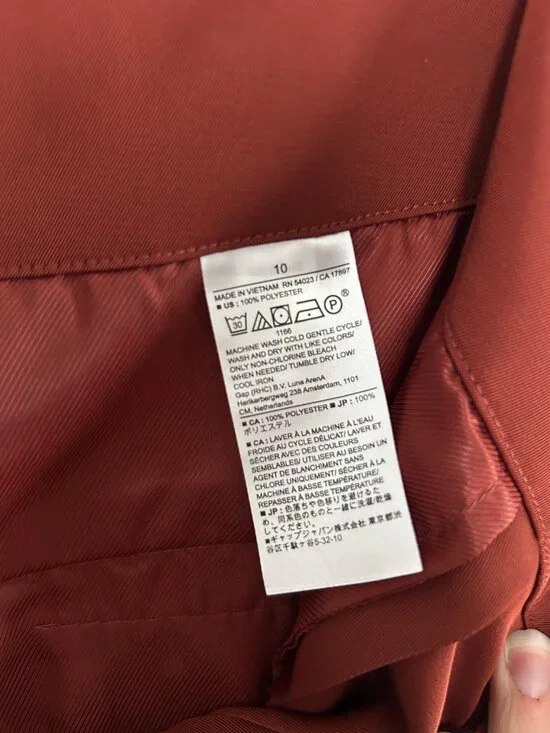 10
MADE IN VIETNAM RN 54023 / CA 17897
■ US : 100% POLYESTER
30 P ®
1166
MACHINE WASH COLD GENTLE CYCLE/
WASH AND DRY WITH LIKE COLORS/
ONLY NON-CHLORINE BLEACH
WHEN NEEDED/ TUMBLE DRY LOW/
COOL IRON
Gap (RHC) B.V. Luna ArenA
Herikerbergweg 238 Amsterdam, 1101
CM, Netherlands
■ CA : 100% POLYESTER ■ JP : 100%
ポリエステル
■ CA : LAVER À LA MACHINE À L'EAU
FROIDE AU CYCLE DÉLICAT/ LAVER ET
SÉCHER AVEC DES COULEURS
SEMBLABLES/ UTILISER AU BESOIN UN
AGENT DE BLANCHIMENT SANS
CHLORE UNIQUEMENT/ SÉCHER À LA
MACHINE À BASSE TEMPÉRATURE/
REPASSER À BASSE TEMPÉRATURE
■ JP : 色落ちや色移りを避けるた
め、同系色のものと一緒に洗濯/乾燥
してください。
■ギャップジャパン株式会社 東京都渋
谷区千駄ヶ谷5-32-10